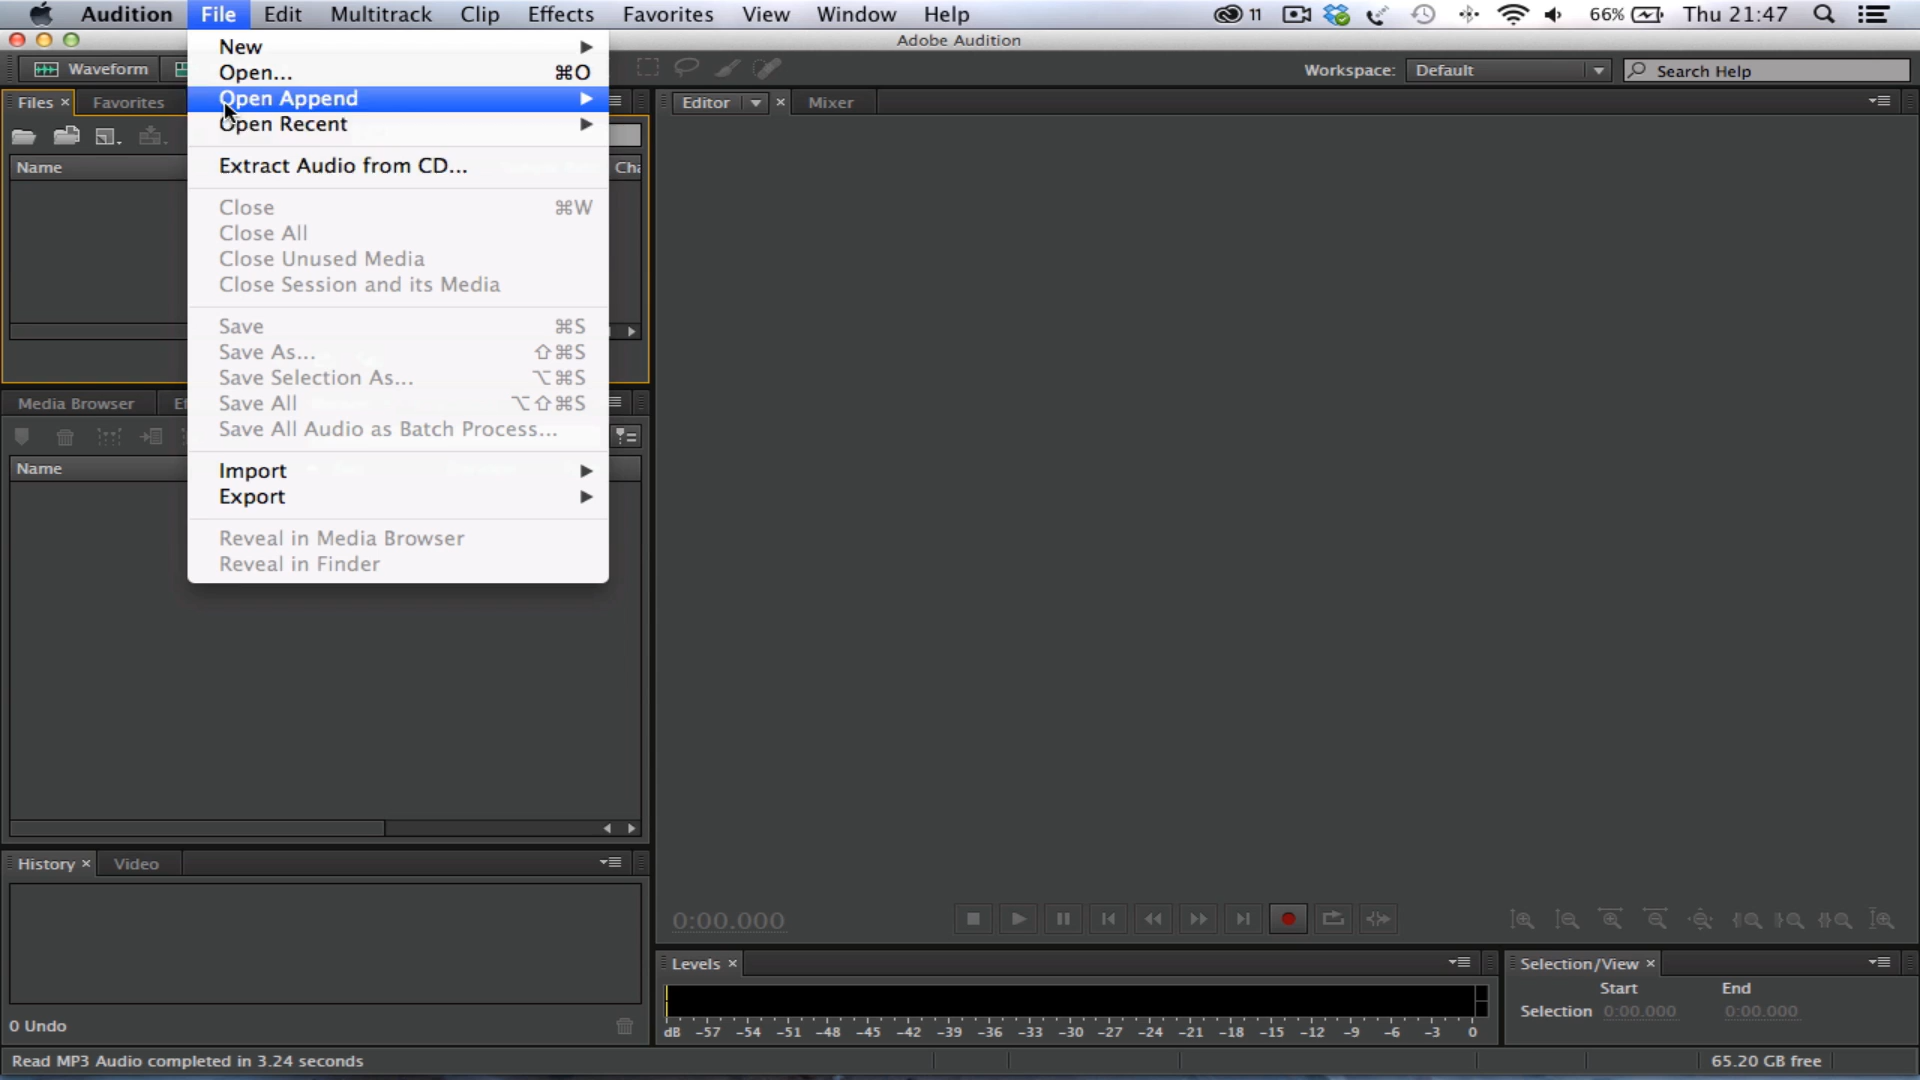 Audition File Edit Multitrack Clip Effects Favorites View Window Help 11 66% Thu 21:47
Adobe Audition
Waveform Workspace: Default Search Help
Files × Favorites
Name Cha
New
Open... ⌘O
Open Append
Open Recent
Extract Audio from CD...
Close ⌘W
Close All
Close Unused Media
Close Session and its Media
Save ⌘S
Save As... ⇧⌘S
Save Selection As... ⌥⌘S
Save All ⌥⇧⌘S
Save All Audio as Batch Process...
Import
Export
Reveal in Media Browser
Reveal in Finder
Editor × Mixer
Media Browser
Name
History × Video
0 Undo
0:00.000
Levels ×
dB -57 -54 -51 -48 -45 -42 -39 -36 -33 -30 -27 -24 -21 -18 -15 -12 -9 -6 -3 0
Selection/View ×
Start End
Selection 0:00.000 0:00.000
Read MP3 Audio completed in 3.24 seconds 65.20 GB free